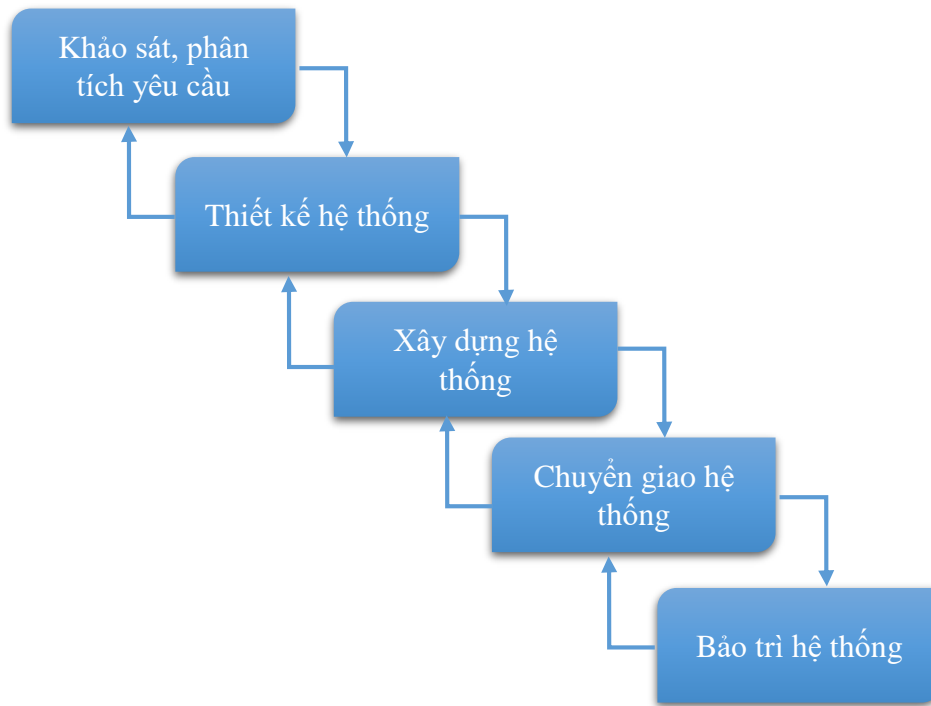 Khảo sát, phân
tích yêu cầu
Thiết kế hệ thống
Xây dựng hệ
thống
Chuyển giao hệ
thống
Bảo trì hệ thống